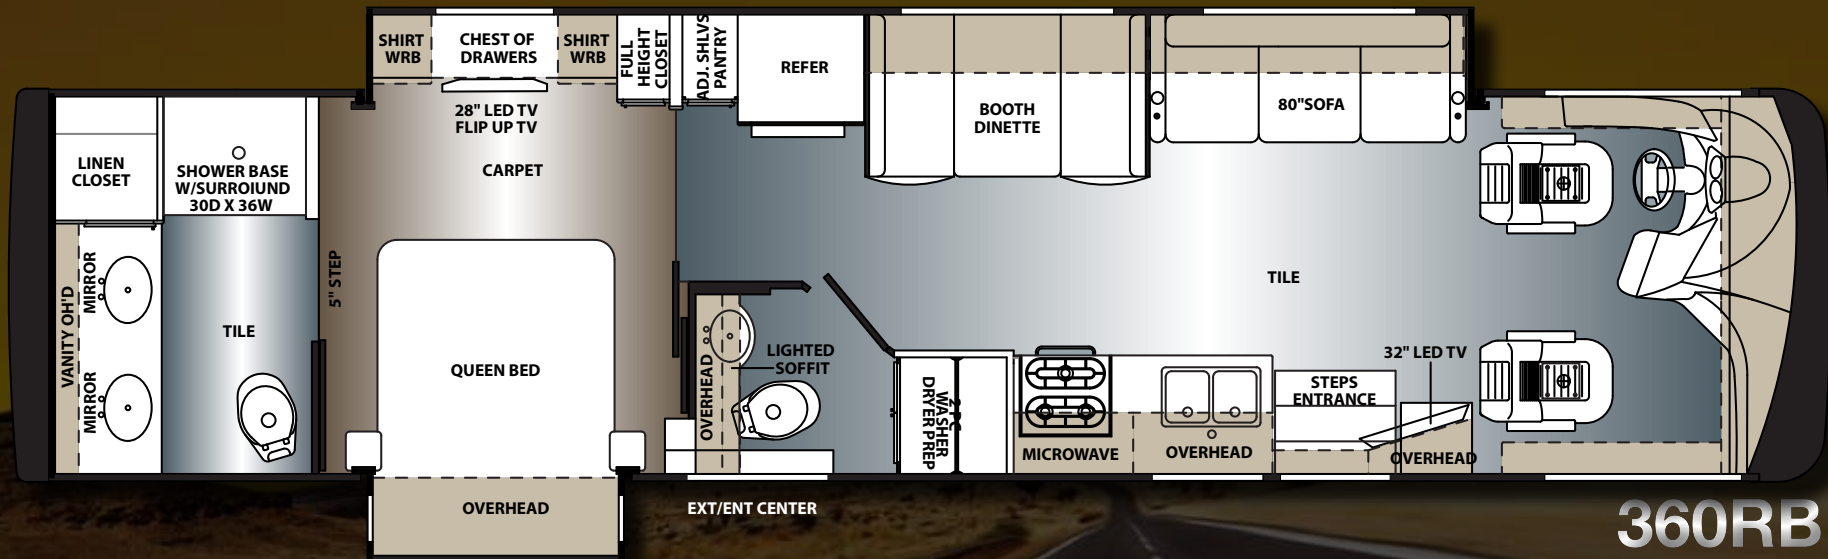 SHIRT
WRB
CHEST OF
DRAWERS
SHIRT
WRB
FULL
HEIGHT
CLOSET
ADJ. SHLVS
PANTRY
REFER
BOOTH
DINETTE
80"SOFA
28" LED TV
FLIP UP TV
CARPET
LINEN
CLOSET
SHOWER BASE
W/SURROIUND
30D X 36W
VANITY OH'D
MIRROR
MIRROR
TILE
5" STEP
QUEEN BED
OVERHEAD
OVERHEAD
LIGHTED
SOFFIT
EXT/ENT CENTER
2 PC
WASHER
DRYER PREP
MICROWAVE
OVERHEAD
TILE
STEPS
ENTRANCE
32" LED TV
OVERHEAD
360RB